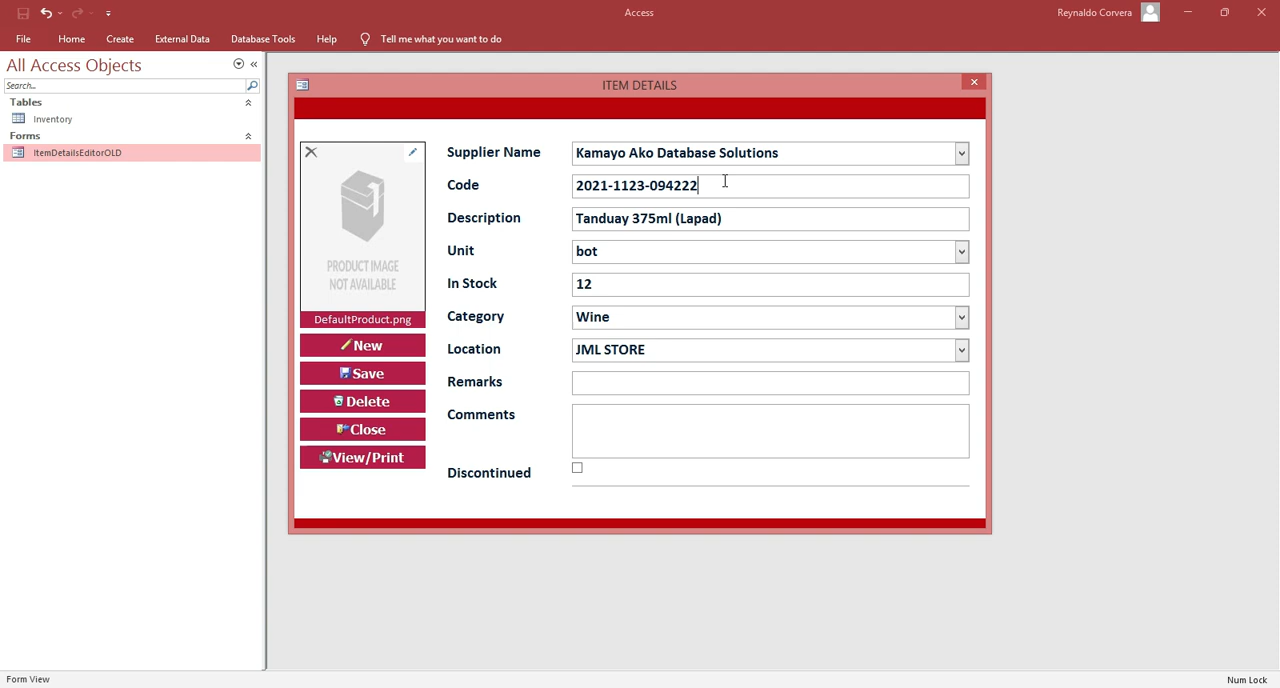 Access
Reynaldo Corvera
File Home Create External Data Database Tools Help Tell me what you want to do
All Access Objects
Search...
Tables
Inventory
Forms
ItemDetailsEditorOLD
ITEM DETAILS
PRODUCT IMAGE
NOT AVAILABLE
DefaultProduct.png
New
Save
Delete
Close
View/Print
Supplier Name Kamayo Ako Database Solutions
Code 2021-1123-094222
Description Tanduay 375ml (Lapad)
Unit bot
In Stock 12
Category Wine
Location JML STORE
Remarks
Comments
Discontinued
Form View
Num Lock